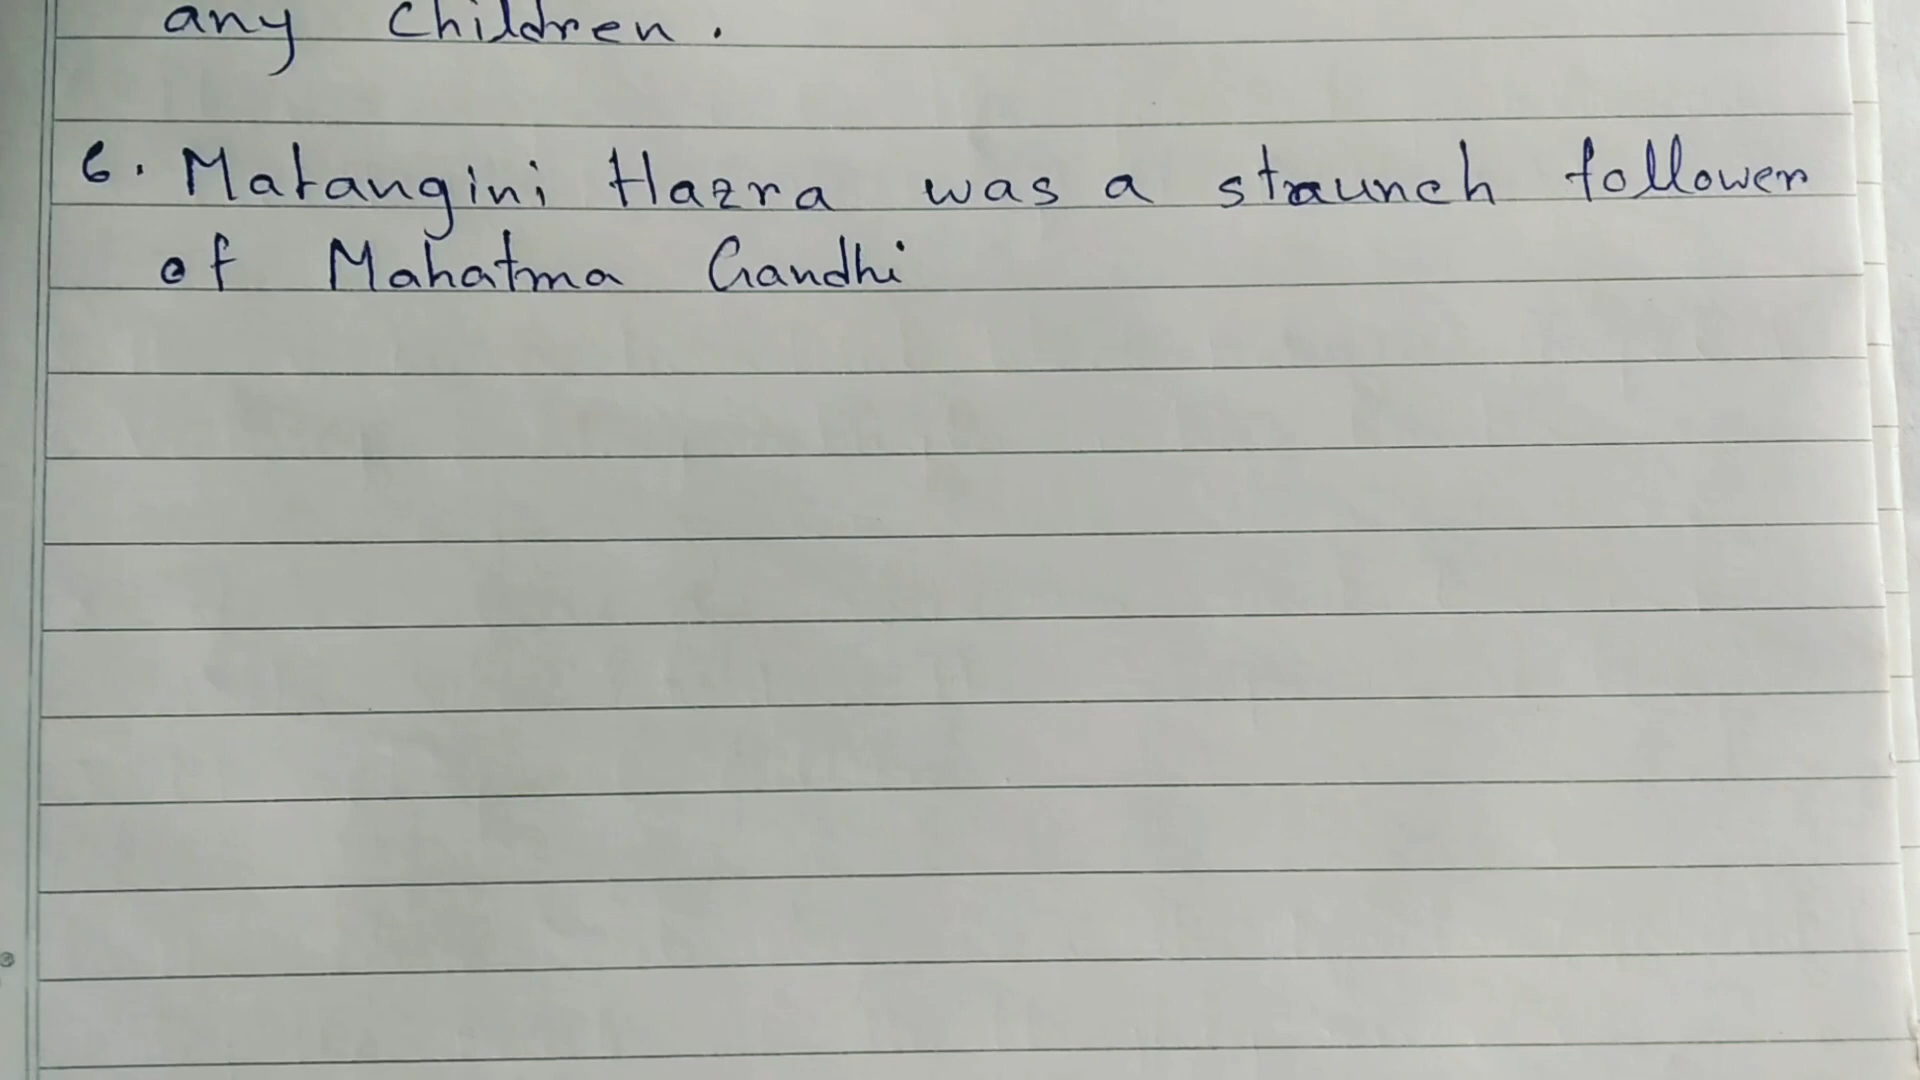 any children.
6. Matangini Hazra was a staunch follower
of Mahatma Gandhi